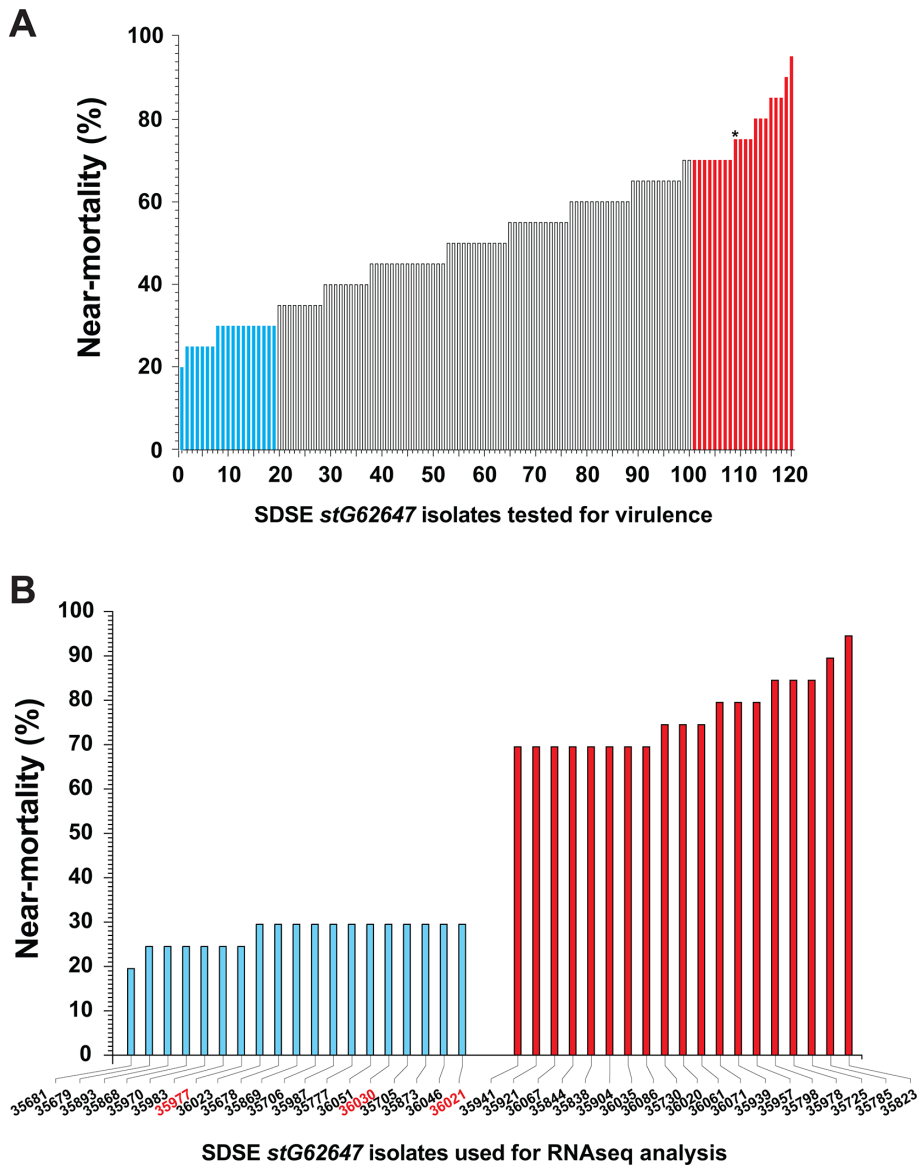 A
Near-mortality (%)
100
80
60
40
20
0
*
0 10 20 30 40 50 60 70 80 90 100 110 120
SDSE stG62647 isolates tested for virulence
B
Near-mortality (%)
100
90
80
70
60
50
40
30
20
10
0
35681 35679 35893 35868 35970 35983 35977 36023 35678 35669 35706 35987 35777 36051 36030 35705 35873 36046 36021 35941 35921 36067 35844 35838 35904 36035 36086 35730 36020 36061 36071 35939 35957 35798 35978 35725 35785 35823
SDSE stG62647 isolates used for RNAseq analysis